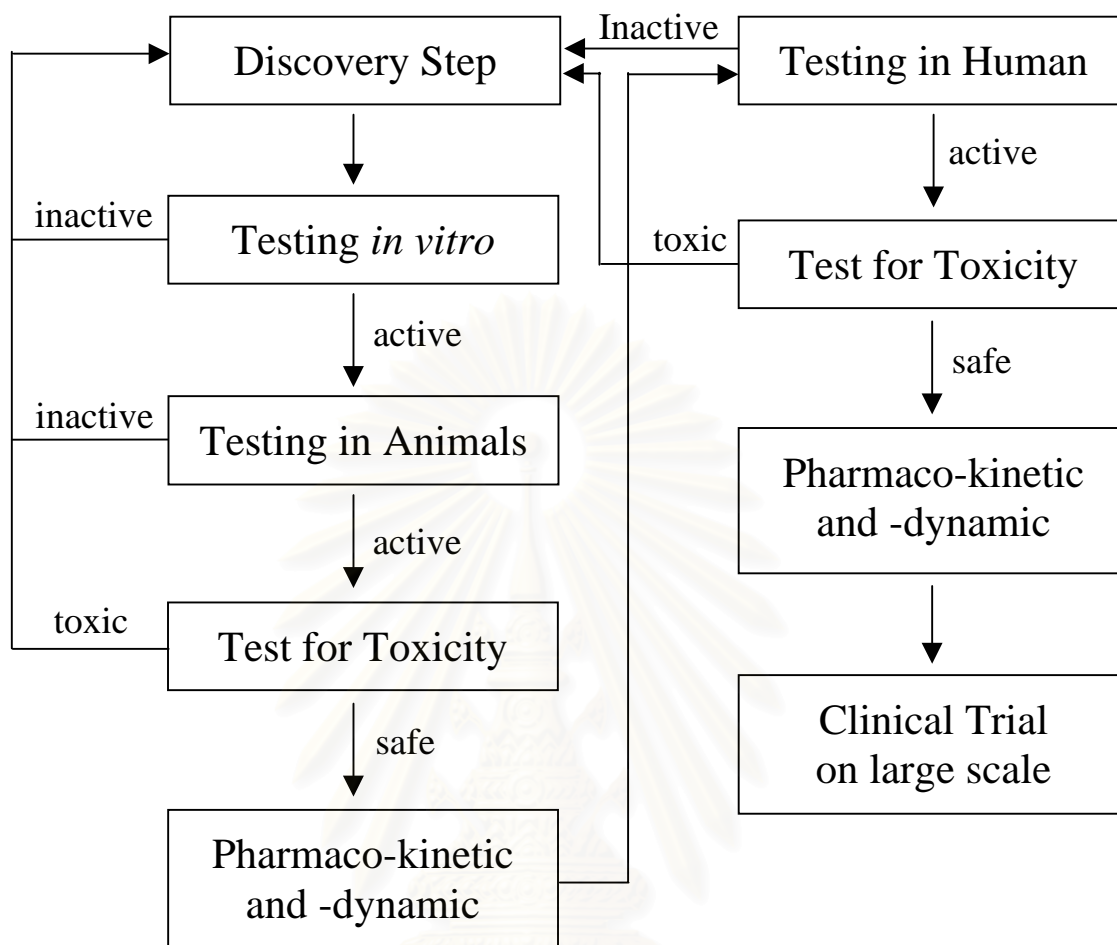 Discovery Step
inactive
Testing in vitro
active
inactive
Testing in Animals
active
toxic
Test for Toxicity
safe
Pharmaco-kinetic
and -dynamic
Inactive
Testing in Human
active
toxic
Test for Toxicity
safe
Pharmaco-kinetic
and -dynamic
Clinical Trial
on large scale